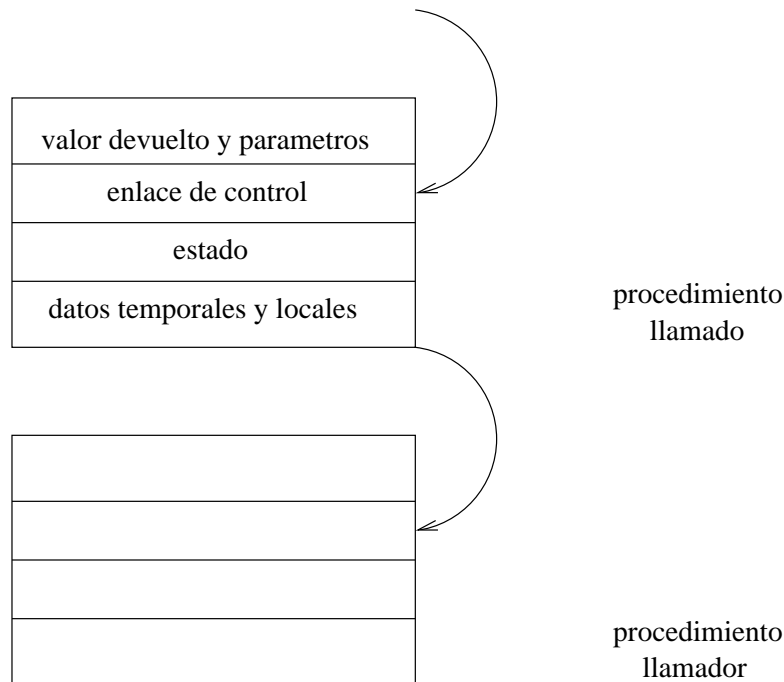 valor devuelto y parametros
enlace de control
estado
datos temporales y locales
procedimiento
llamado
procedimiento
llamador